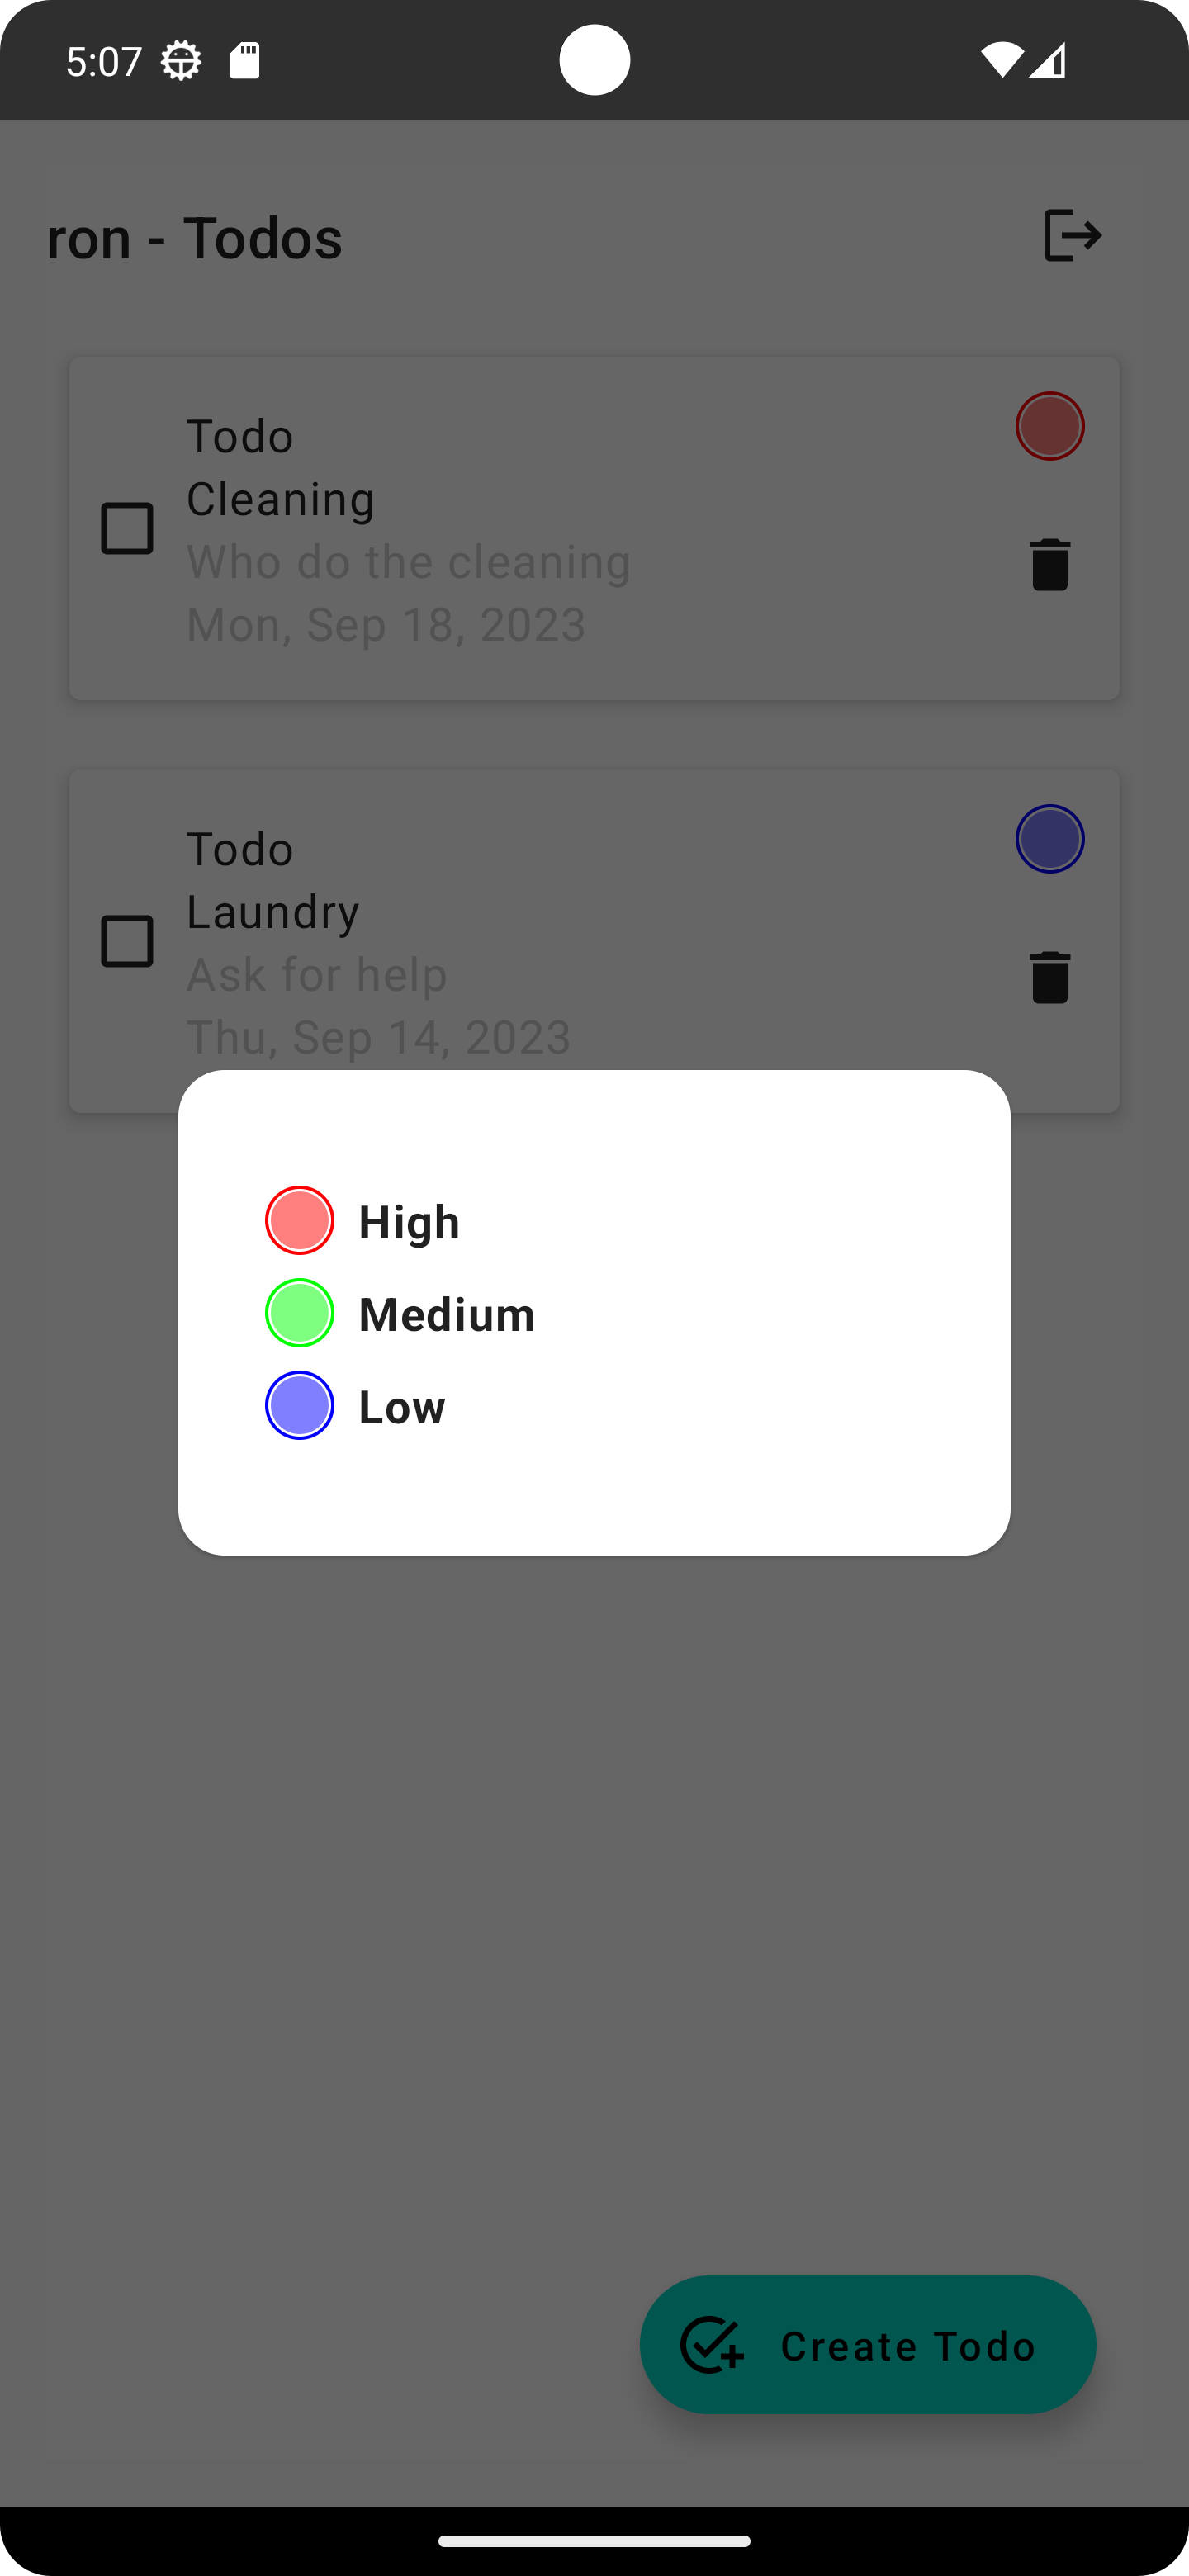 5:07
ron - Todos
Todo
Cleaning
Who do the cleaning
Mon, Sep 18, 2023
Todo
Laundry
Ask for help
Thu, Sep 14, 2023
High
Medium
Low
Create Todo